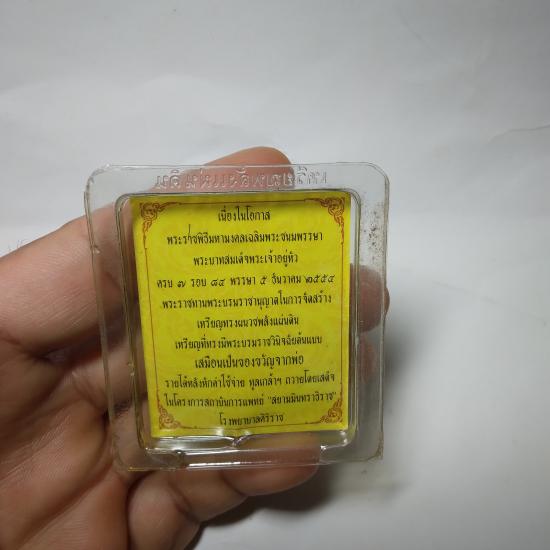 เหรียญพลังแผ่นดิน
เนื่องในโอกาส
พระราชพิธีมหามงคลเฉลิมพระชนมพรรษา
พระบาทสมเด็จพระเจ้าอยู่หัว
ครบ ๗ รอบ ๘๔ พรรษา ๕ ธันวาคม ๒๕๕๔
พระราชทานพระบรมราชานุญาตในการจัดสร้าง
เหรียญทรงผนวชพลังแผ่นดิน
เหรียญที่ทรงมีพระบรมราชวินิจฉัยต้นแบบ
เสมือนเป็นของขวัญจากพ่อ
รายได้หลังหักค่าใช้จ่าย ทูลเกล้าฯ ถวายโดยเสด็จ
ในโครงการสถาบันการแพทย์ "สยามมินทราธิราช"
โรงพยาบาลศิริราช